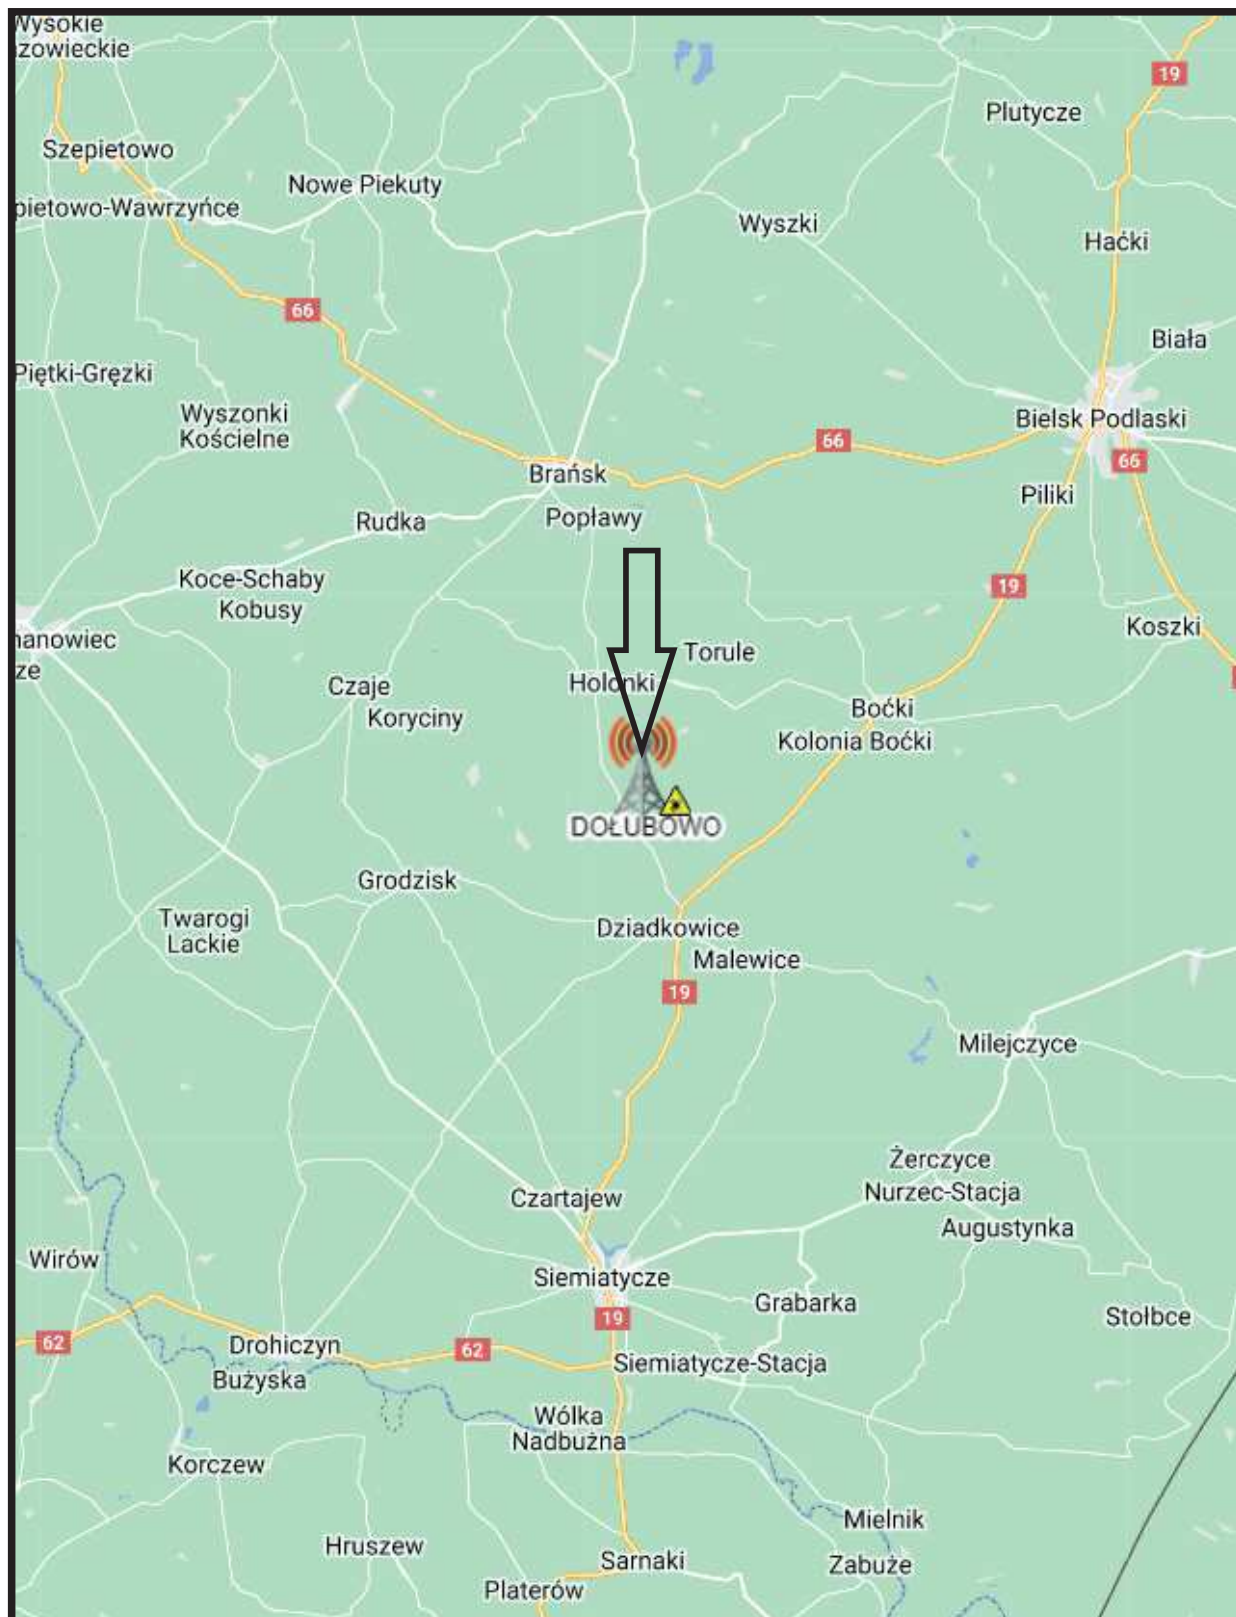 Wysokie
zowieckie
19
Plutycze
Szepietowo
Nowe Piekuty
pietowo-Wawrzyńce
Wyszki
Haćki
66
Biała
Piętki-Gręzki
Wyszonki
Kościelne
Bielsk Podlaski
66
66
Brańsk
Piliki
Popławy
Rudka
Koce-Schaby
19
Kobusy
Koszki
nanowiec
ze
Torule
Holonki
Czaje
Boćki
Koryciny
Kolonia Boćki
DOŁUBOWO
Grodzisk
Twarogi
Lackie
Dziadkowice
Malewice
19
Milejczyce
Żerczyce
Nurzec-Stacja
Czartajew
Augustynka
Wirów
Siemiatycze
Grabarka
19
Stołbce
62
Drohiczyn
62
Siemiatycze-Stacja
Bużyska
Wólka
Nadbużna
Korczew
Mielnik
Hruszew
Sarnaki
Zabuże
Platerów